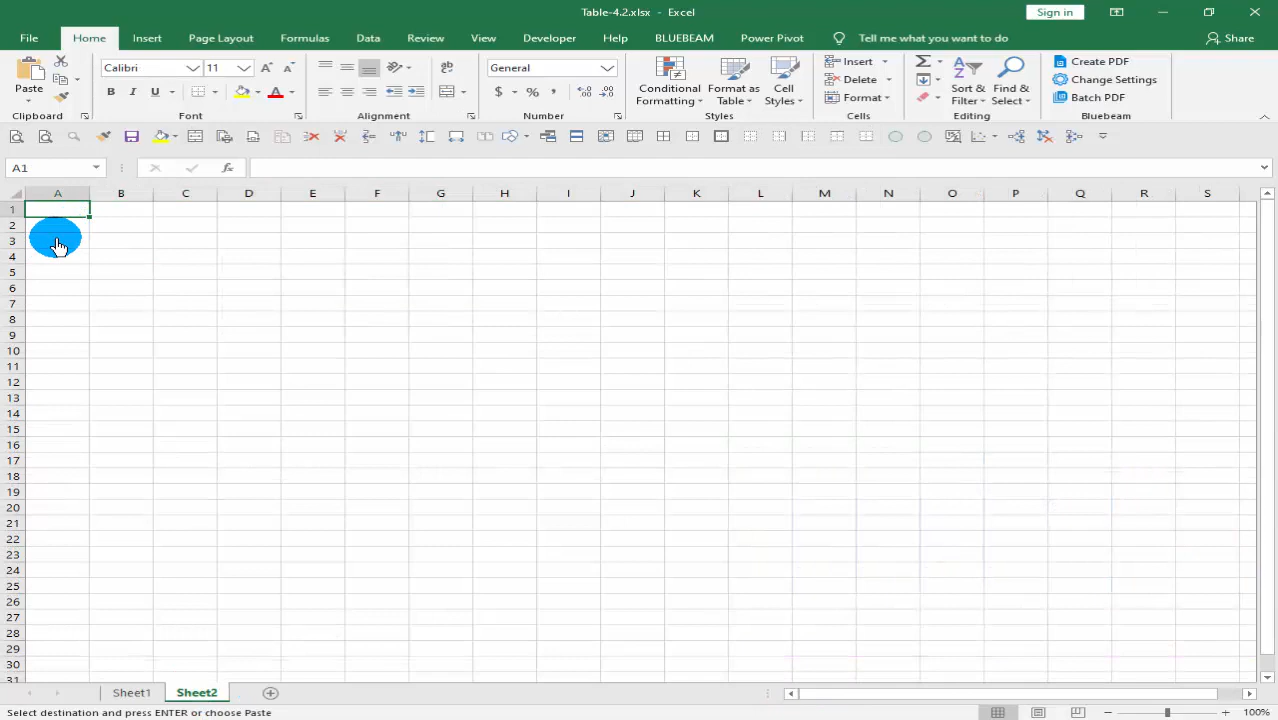 Table-4.2.xlsx - Excel
Sign in
File Home Insert Page Layout Formulas Data Review View Developer Help BLUEBEAM Power Pivot Tell me what you want to do Share
Paste
Clipboard
Calibri
B I U
A
Font
ab
Alignment
General
$ % ,
Number
Conditional Formatting
Format as Table
Cell Styles
Styles
Insert
Delete
Format
Cells
Sort & Filter
Find & Select
Editing
Create PDF
Change Settings
Batch PDF
Bluebeam
A1
fx
A B C D E F G H I J K L M N O P Q R S
1
2
3
4
5
6
7
8
9
10
11
12
13
14
15
16
17
18
19
20
21
22
23
24
25
26
27
28
29
30
31
Sheet1 Sheet2
Select destination and press ENTER or choose Paste
100%